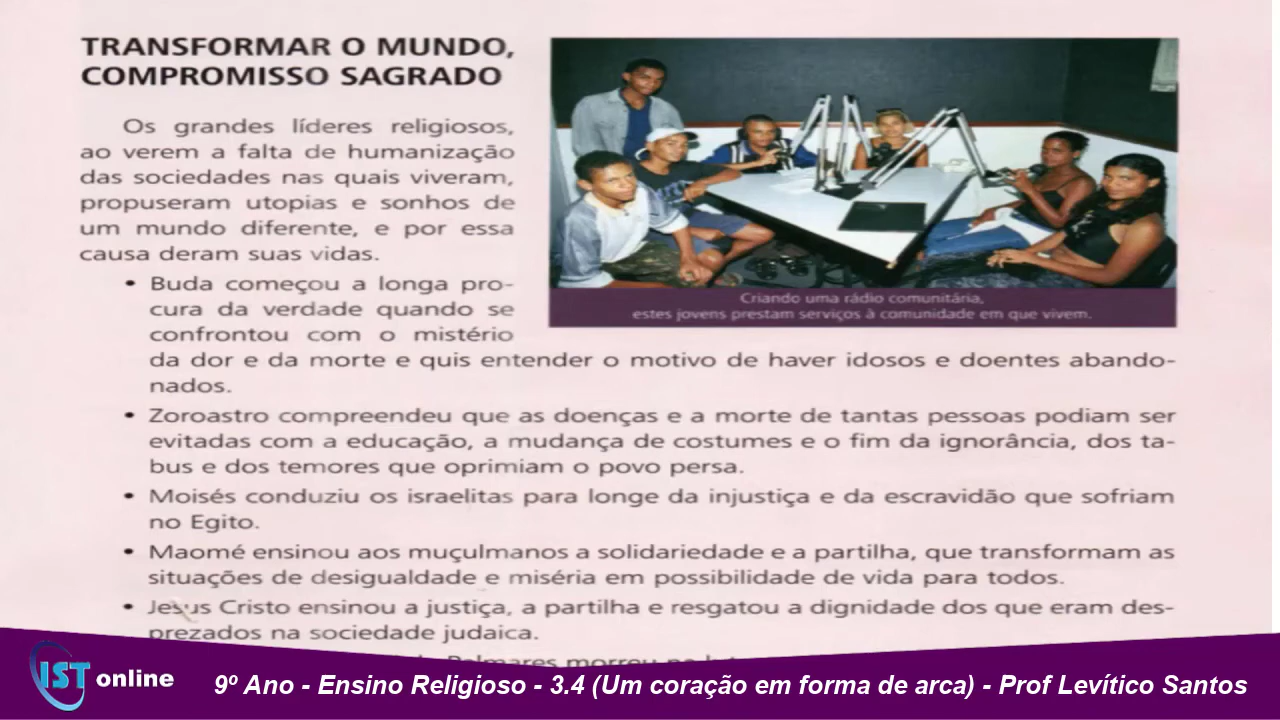 TRANSFORMAR O MUNDO,
COMPROMISSO SAGRADO
Os grandes líderes religiosos,
ao verem a falta de humanização
das sociedades nas quais viveram,
propuseram utopias e sonhos de
um mundo diferente, e por essa
causa deram suas vidas.
Criando uma rádio comunitária,
estes jovens prestam serviços à comunidade em que vivem.
• Buda começou a longa pro-
cura da verdade quando se
confrontou com o mistério
da dor e da morte e quis entender o motivo de haver idosos e doentes abando-
nados.
• Zoroastro compreendeu que as doenças e a morte de tantas pessoas podiam ser
evitadas com a educação, a mudança de costumes e o fim da ignorância, dos ta-
bus e dos temores que oprimiam o povo persa.
• Moisés conduziu os israelitas para longe da injustiça e da escravidão que sofriam
no Egito.
• Maomé ensinou aos muçulmanos a solidariedade e a partilha, que transformam as
situações de desigualdade e miséria em possibilidade de vida para todos.
• Jesus Cristo ensinou a justiça, a partilha e resgatou a dignidade dos que eram des-
prezados na sociedade judaica.
Palmares morreu
IST online
9º Ano - Ensino Religioso - 3.4 (Um coração em forma de arca) - Prof Levítico Santos